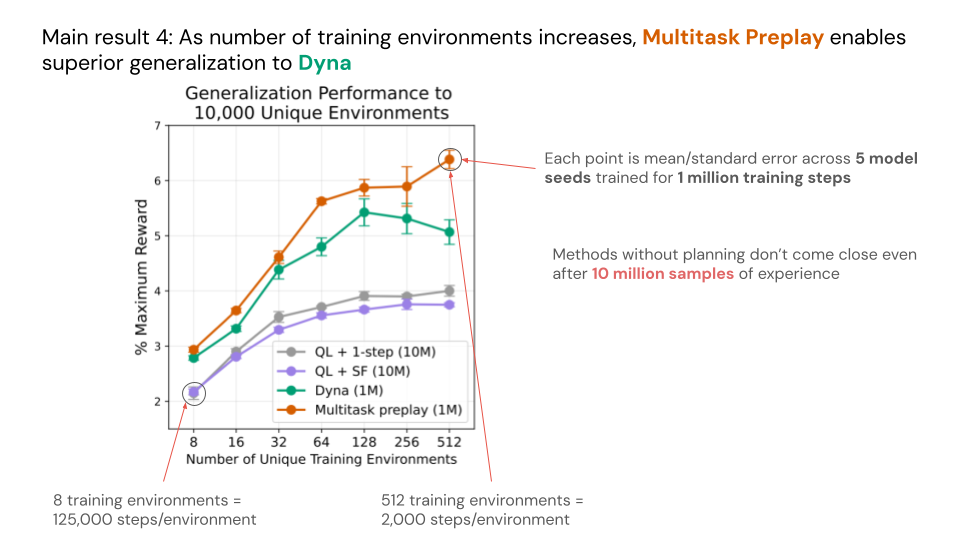 Main result 4: As number of training environments increases, Multitask Preplay enables
superior generalization to Dyna
Generalization Performance to
10,000 Unique Environments
% Maximum Reward
7
6
5
4
3
2
QL + 1-step (10M)
QL + SF (10M)
Dyna (1M)
Multitask preplay (1M)
8 16 32 64 128 256 512
Number of Unique Training Environments
Each point is mean/standard error across 5 model
seeds trained for 1 million training steps
Methods without planning don’t come close even
after 10 million samples of experience
8 training environments =
125,000 steps/environment
512 training environments =
2,000 steps/environment